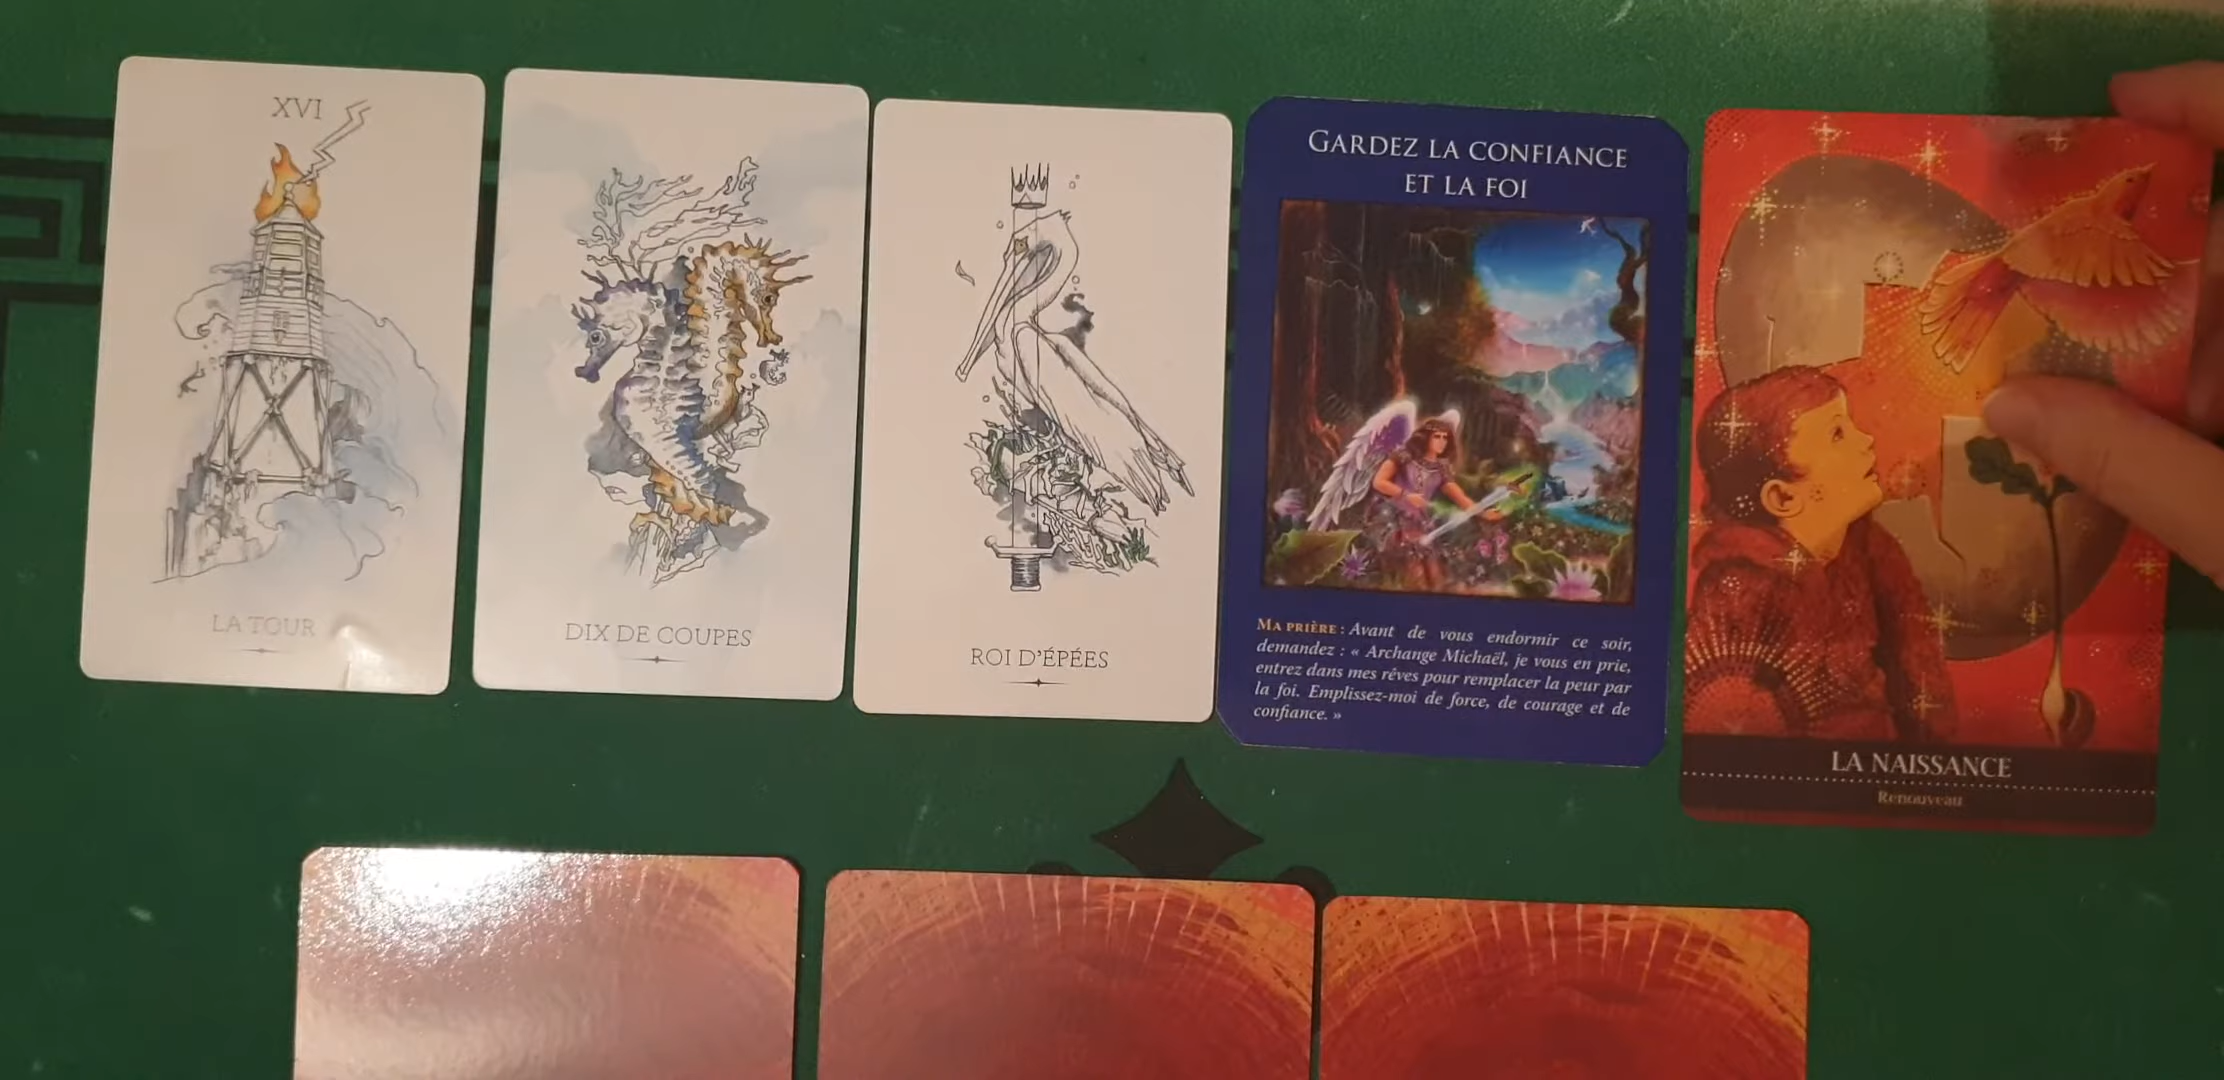 XVI
LA TOUR
DIX DE COUPES
ROI D'ÉPÉES
GARDEZ LA CONFIANCE
ET LA FOI
MA PRIÈRE : Avant de vous endormir ce soir,
demandez : « Archange Michaël, je vous en prie,
entrez dans mes rêves pour remplacer la peur par
la foi. Emplissez-moi de force, de courage et de
confiance. »
LA NAISSANCE
Renouveau